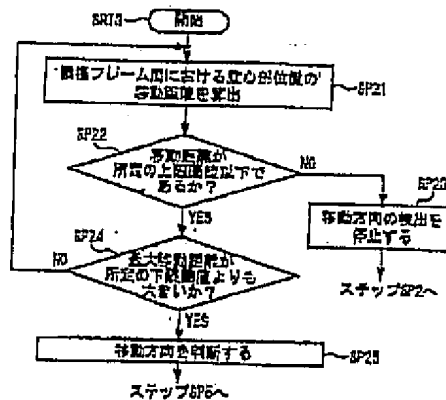 SRT3
開始
隣接フレーム間における重心部位置の
移動距離を算出
SP21
SP22
移動距離が
所定の上限閾値以下で
あるか?
NO
SP23
移動方向の検出を
停止する
ステップSP2へ
YES
SP24
最大移動距離が
所定の下限閾値よりも
大きいか?
NO
YES
移動方向を判断する
SP25
ステップSP5へ